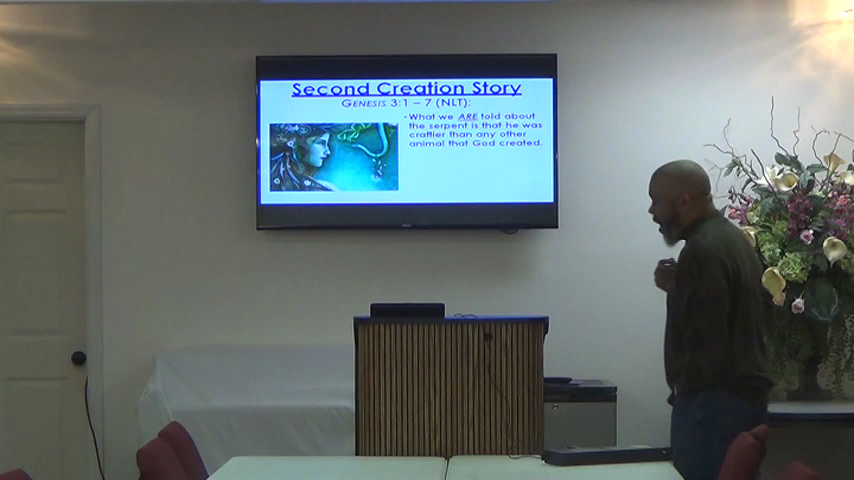 Second Creation Story
GENESIS 3:1 – 7 (NLT):
• What we ARE told about
the serpent is that he was
craftier than any other
animal that God created.